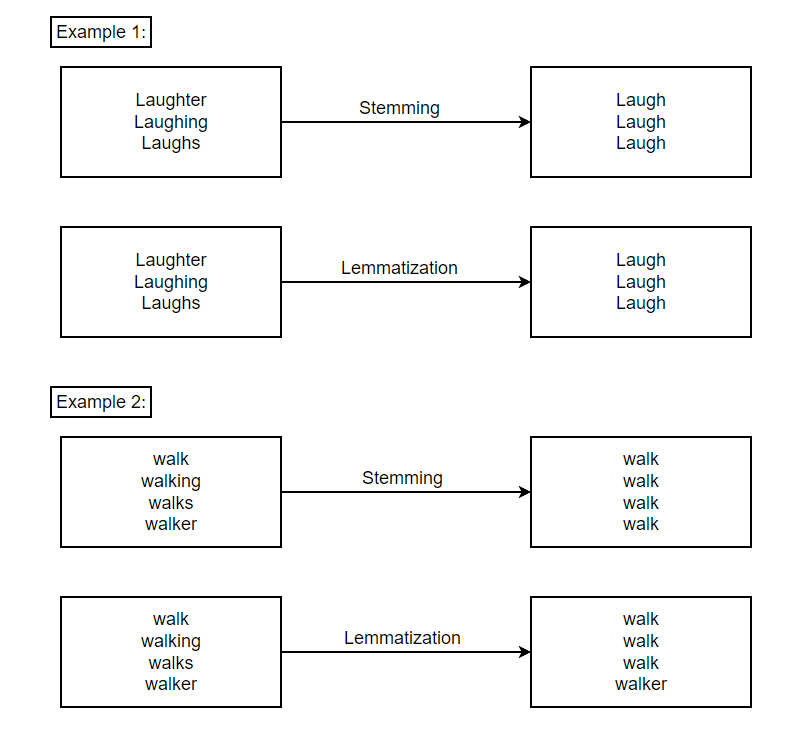 Example 1:
Laughter
Laughing
Laughs
Stemming
Laugh
Laugh
Laugh
Laughter
Laughing
Laughs
Lemmatization
Laugh
Laugh
Laugh
Example 2:
walk
walking
walks
walker
Stemming
walk
walk
walk
walk
walk
walking
walks
walker
Lemmatization
walk
walk
walk
walker